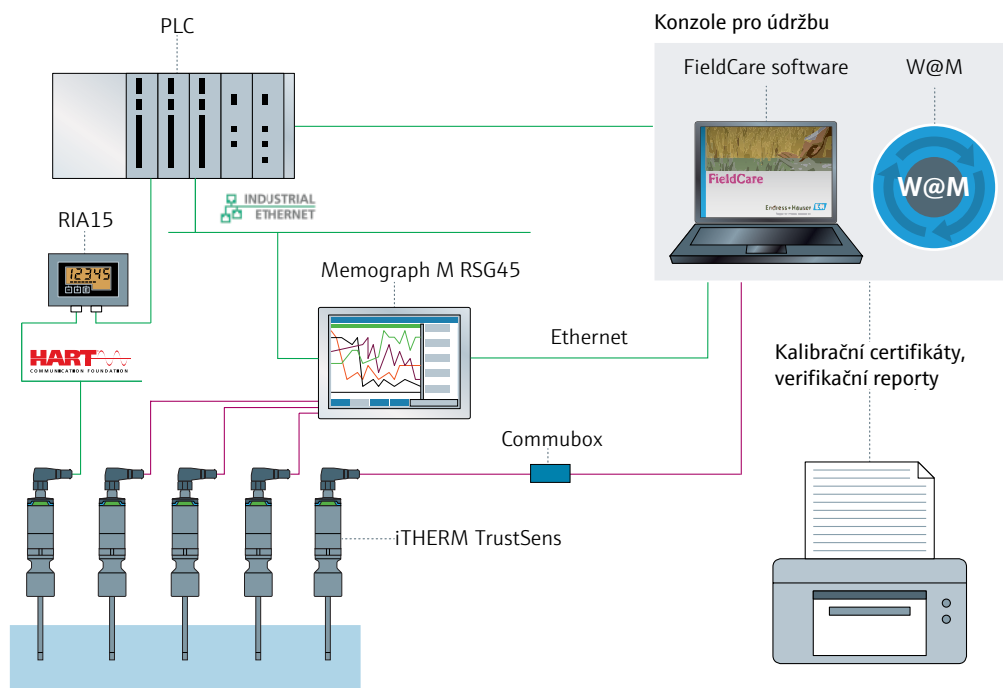 PLC
Konzole pro údržbu
FieldCare software
W@M
FieldCare
Endress+Hauser
W@M
INDUSTRIAL
ETHERNET
RIA15
12345
Memograph M RSG45
Ethernet
HART
COMMUNICATION FOUNDATION
Kalibrační certifikáty,
verifikační reporty
Commubox
iTHERM TrustSens